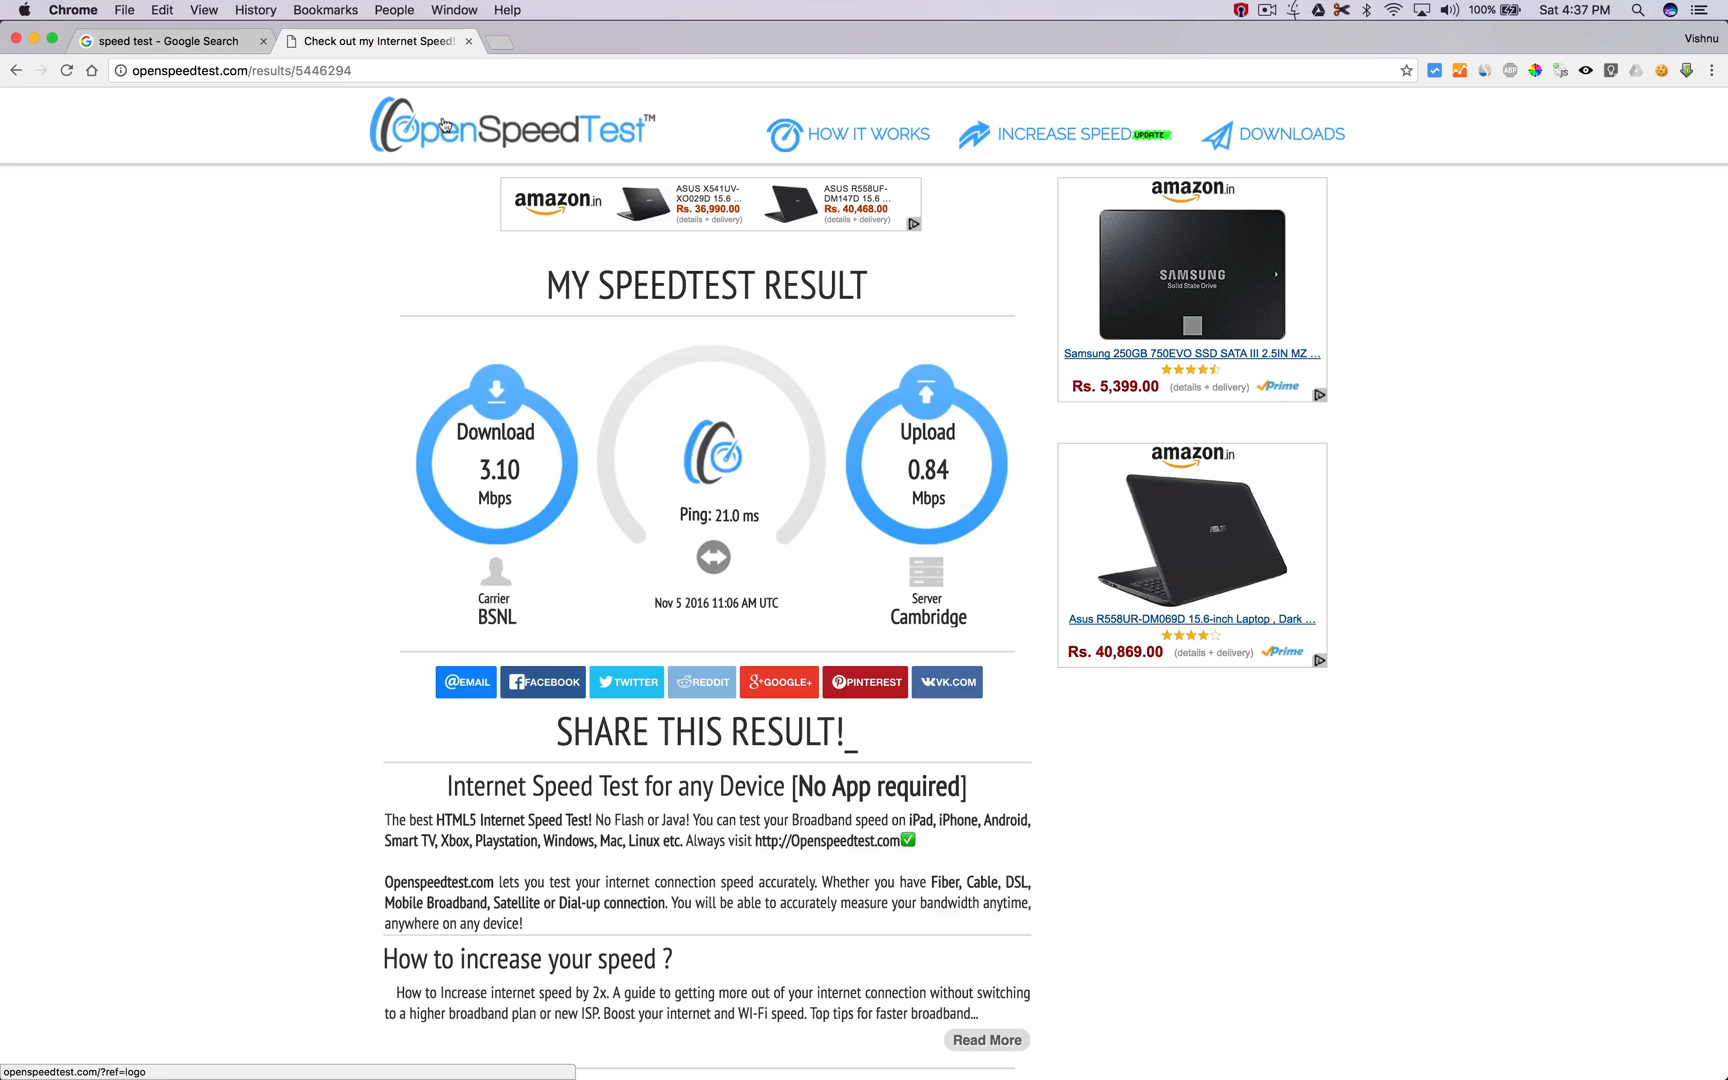 Chrome File Edit View History Bookmarks People Window Help 100% Sat 4:37 PM
speed test - Google Search Check out my Internet Speed! Vishnu
openspeedtest.com/results/5446294
OpenSpeedTest™
HOW IT WORKS
INCREASE SPEED UPDATE
DOWNLOADS
amazon.in
ASUS X541UV-
XO029D 15.6 ...
Rs. 36,990.00
(details + delivery)
ASUS R558UF-
DM147D 15.6 ...
Rs. 40,468.00
(details + delivery)
amazon.in
SAMSUNG
Solid State Drive
Samsung 250GB 750EVO SSD SATA III 2.5IN MZ ...
Rs. 5,399.00 (details + delivery) Prime
MY SPEEDTEST RESULT
Download
3.10
Mbps
Ping: 21.0 ms
Upload
0.84
Mbps
Carrier
BSNL
Nov 5 2016 11:06 AM UTC
Server
Cambridge
amazon.in
ASUS
Asus R558UR-DM069D 15.6-inch Laptop , Dark ...
Rs. 40,869.00 (details + delivery) Prime
@EMAIL FACEBOOK TWITTER REDDIT GOOGLE+ PINTEREST VK.COM
SHARE THIS RESULT!_
Internet Speed Test for any Device [No App required]
The best HTML5 Internet Speed Test! No Flash or Java! You can test your Broadband speed on iPad, iPhone, Android,
Smart TV, Xbox, Playstation, Windows, Mac, Linux etc. Always visit http://Openspeedtest.com✅
Openspeedtest.com lets you test your internet connection speed accurately. Whether you have Fiber, Cable, DSL,
Mobile Broadband, Satellite or Dial-up connection. You will be able to accurately measure your bandwidth anytime,
anywhere on any device!
How to increase your speed ?
How to Increase internet speed by 2x. A guide to getting more out of your internet connection without switching
to a higher broadband plan or new ISP. Boost your internet and WI-Fi speed. Top tips for faster broadband...
Read More
openspeedtest.com/?ref=logo